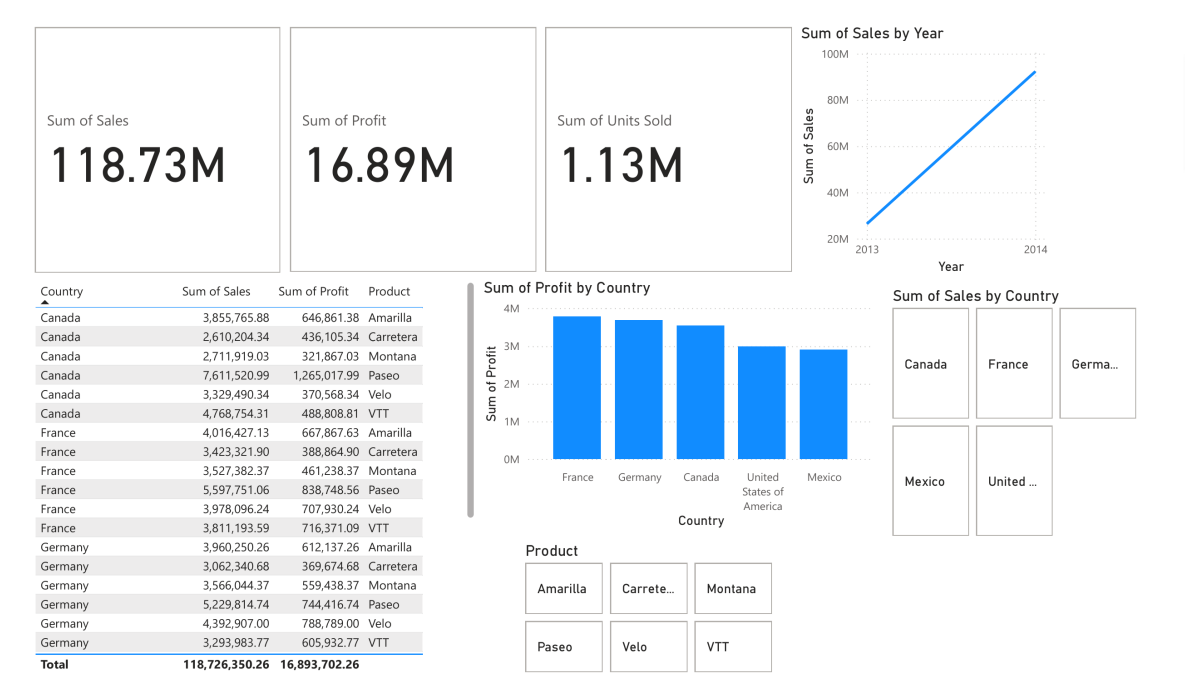 Sum of Sales
118.73M
Sum of Profit
16.89M
Sum of Units Sold
1.13M
Sum of Sales by Year
Sum of Sales
100M
80M
60M
40M
20M
2013 2014
Year
Country Sum of Sales Sum of Profit Product
Canada 3,855,765.88 646,861.38 Amarilla
Canada 2,610,204.34 436,105.34 Carretera
Canada 2,711,919.03 321,867.03 Montana
Canada 7,611,520.99 1,265,017.99 Paseo
Canada 3,329,490.34 370,568.34 Velo
Canada 4,768,754.31 488,808.81 VTT
France 4,016,427.13 667,867.63 Amarilla
France 3,423,321.90 388,864.90 Carretera
France 3,527,382.37 461,238.37 Montana
France 5,597,751.06 838,748.56 Paseo
France 3,978,096.24 707,930.24 Velo
France 3,811,193.59 716,371.09 VTT
Germany 3,960,250.26 612,137.26 Amarilla
Germany 3,062,340.68 369,674.68 Carretera
Germany 3,566,044.37 559,438.37 Montana
Germany 5,229,814.74 744,416.74 Paseo
Germany 4,392,907.00 788,789.00 Velo
Germany 3,293,983.77 605,932.77 VTT
Total 118,726,350.26 16,893,702.26
Sum of Profit by Country
Sum of Profit
4M
3M
2M
1M
0M
France Germany Canada United States of America Mexico
Country
Sum of Sales by Country
Canada France Germa...
Mexico United ...
Product
Amarilla Carrete... Montana
Paseo Velo VTT